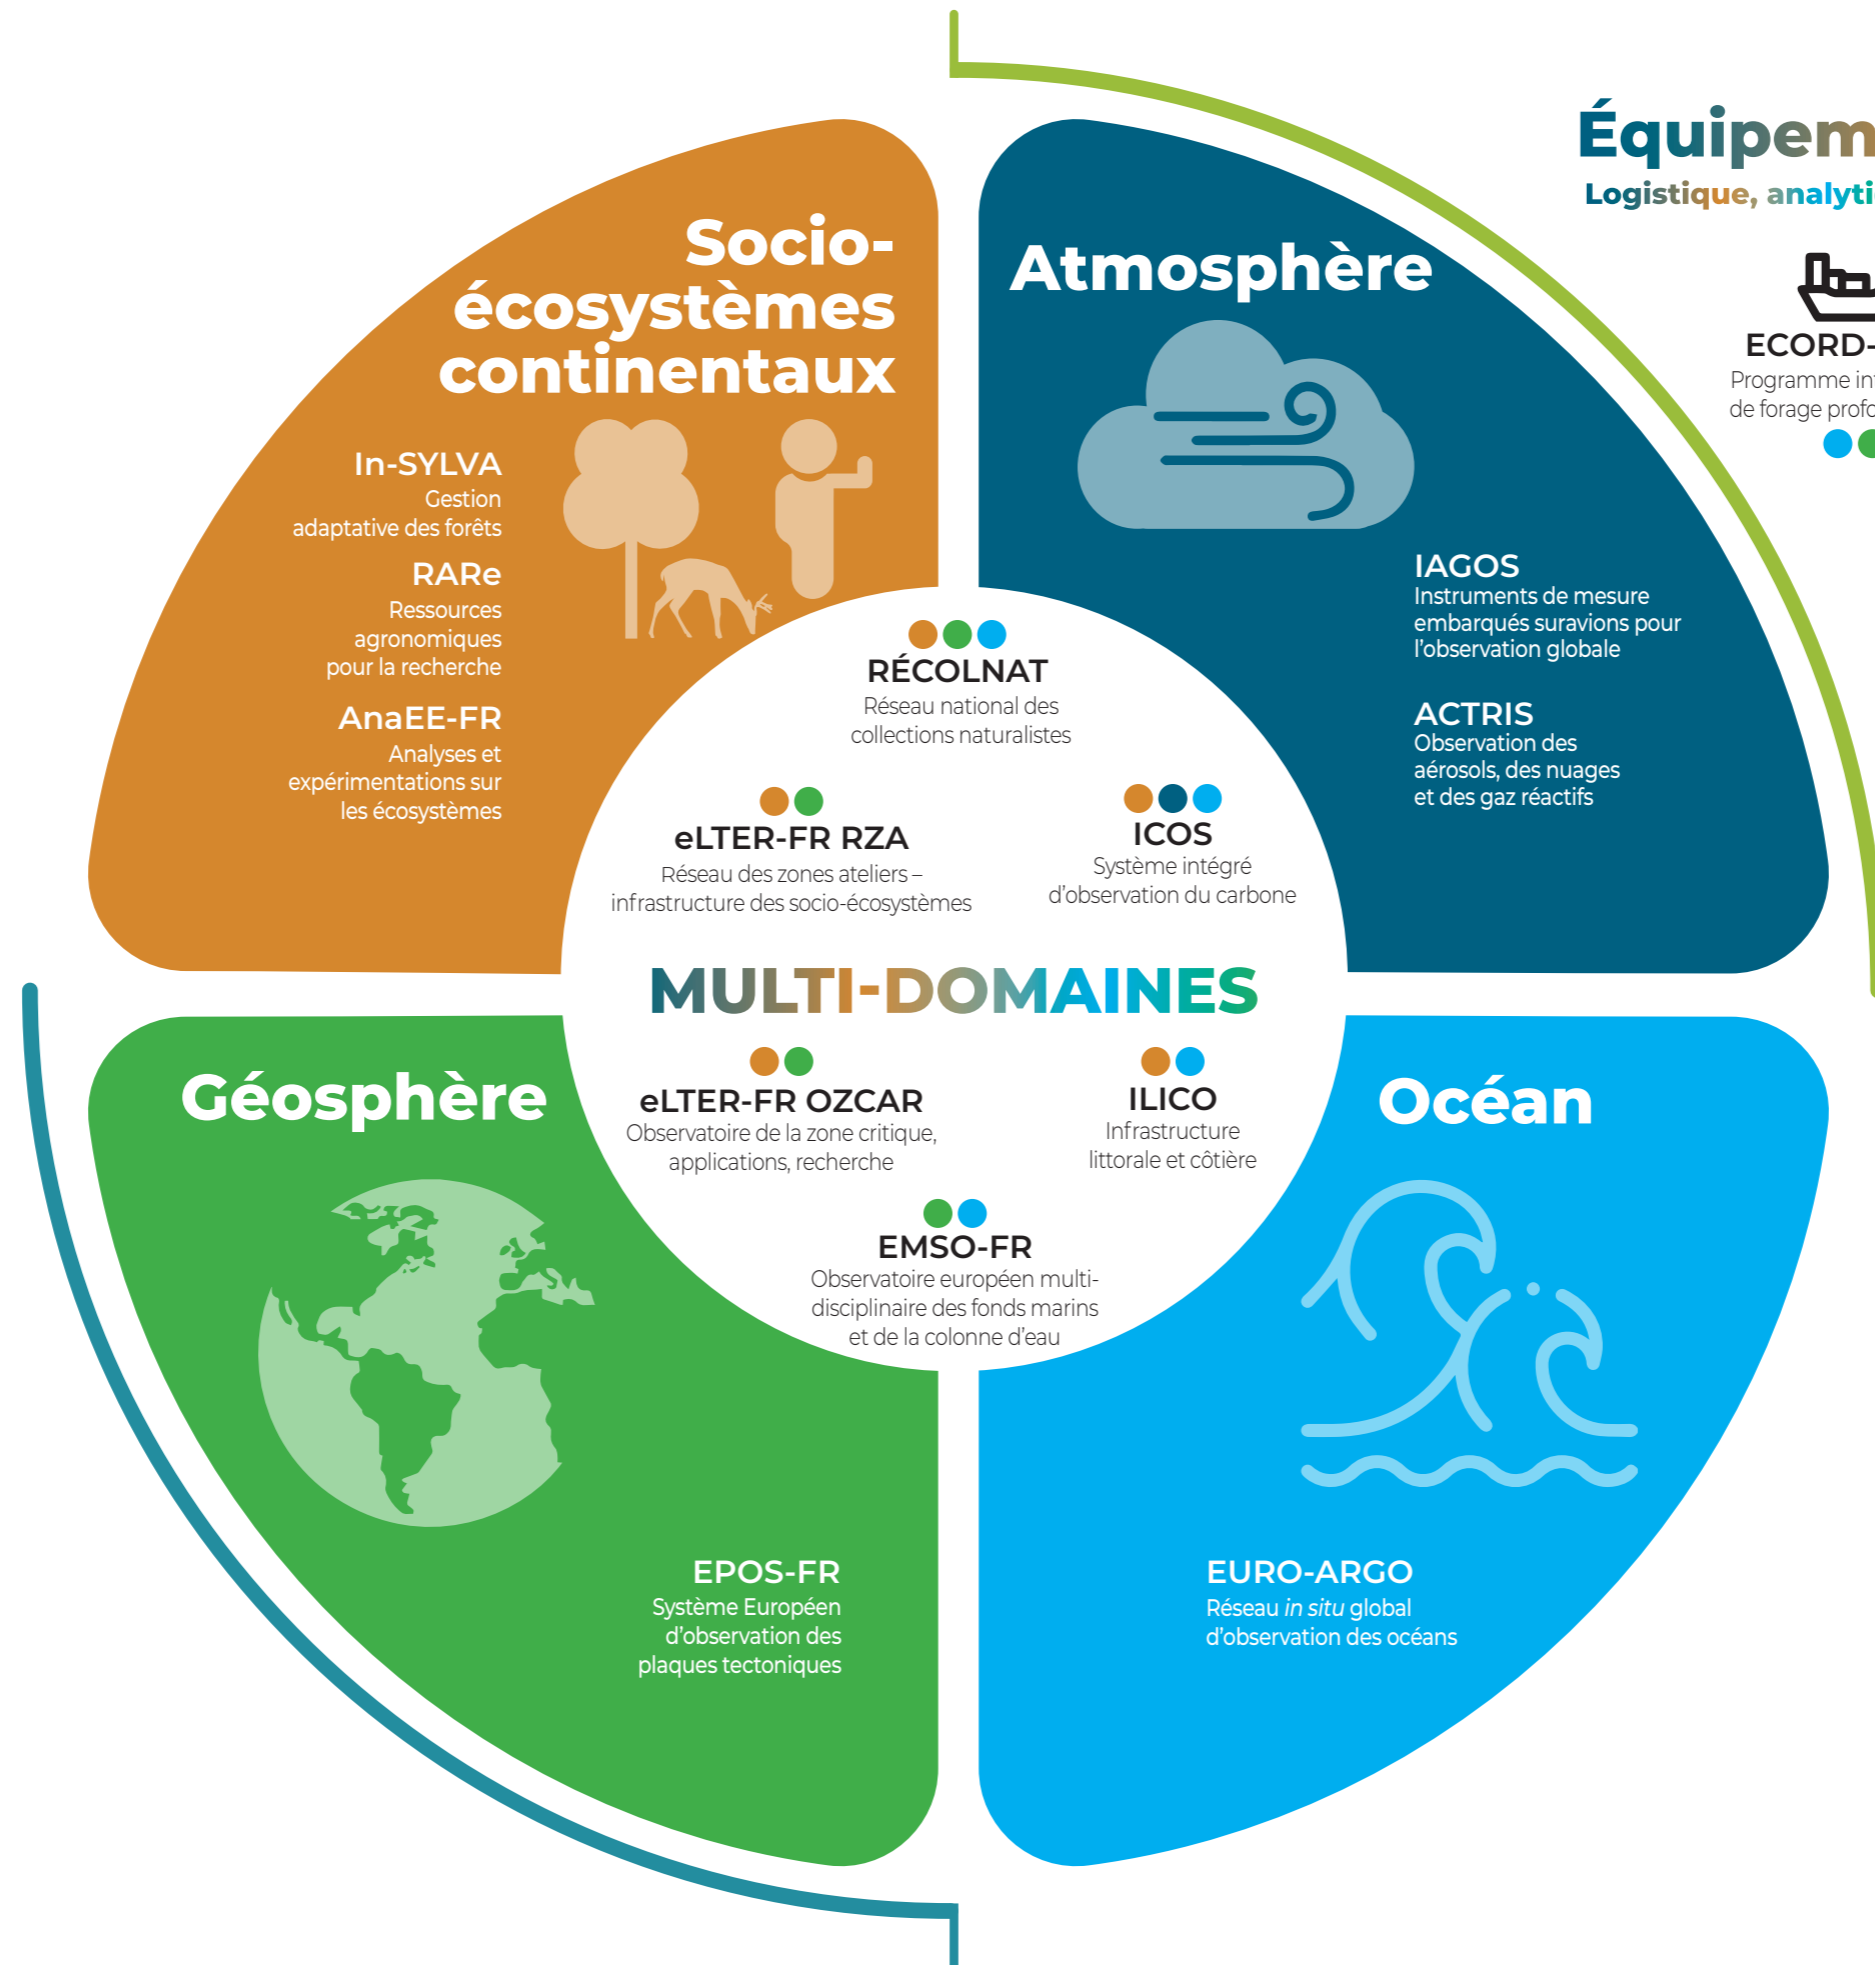 Équipem
Logistique, analyti
ECORD-
Programme in
de forage profo
Socio-
écosystèmes
continentaux
In-SYLVA
Gestion
adaptative des forêts
RARe
Ressources
agronomiques
pour la recherche
AnaEE-FR
Analyses et
expérimentations sur
les écosystèmes
Atmosphère
IAGOS
Instruments de mesure
embarqués suravions pour
l'observation globale
ACTRIS
Observation des
aérosols, des nuages
et des gaz réactifs
RÉCOLNAT
Réseau national des
collections naturalistes
eLTER-FR RZA
Réseau des zones ateliers –
infrastructure des socio-écosystèmes
ICOS
Système intégré
d'observation du carbone
MULTI-DOMAINES
eLTER-FR OZCAR
Observatoire de la zone critique,
applications, recherche
ILICO
Infrastructure
littorale et côtière
EMSO-FR
Observatoire européen multi-
disciplinaire des fonds marins
et de la colonne d'eau
Géosphère
EPOS-FR
Système Européen
d'observation des
plaques tectoniques
Océan
EURO-ARGO
Réseau in situ global
d'observation des océans